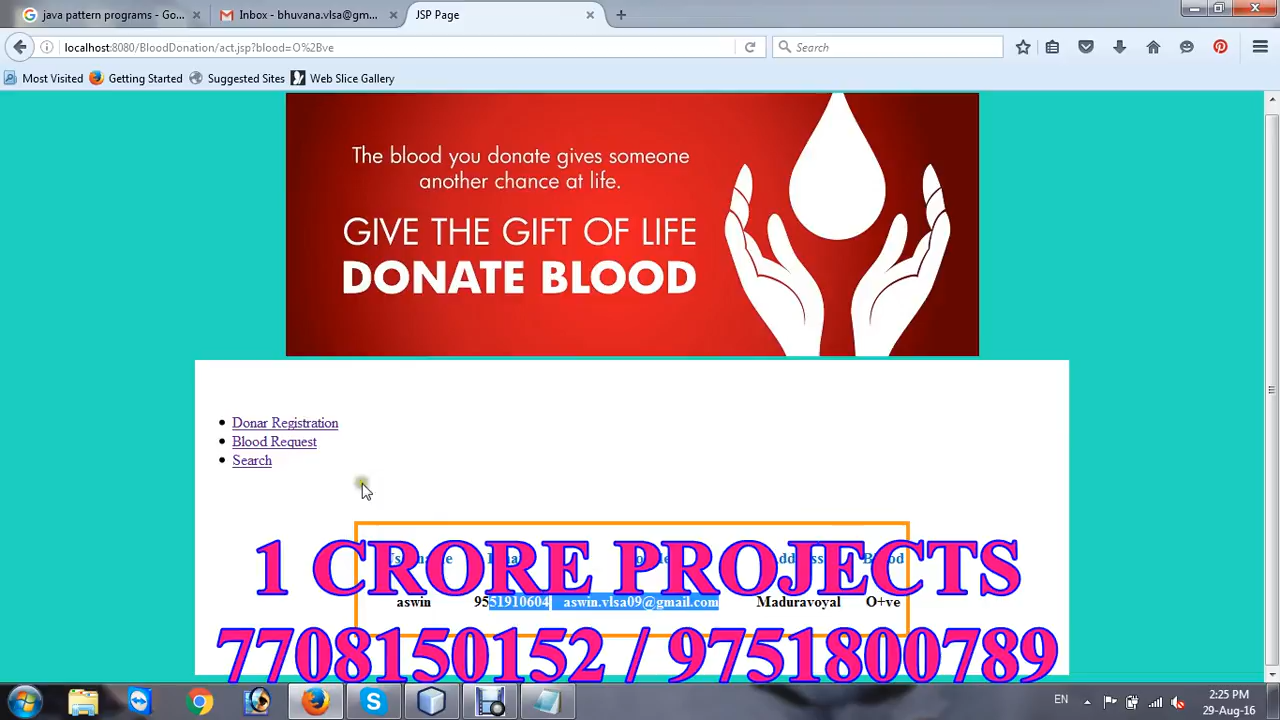 java pattern programs - Go...
Inbox - bhuvana.vlsa@gm...
JSP Page
localhost:8080/BloodDonation/act.jsp?blood=O%2Bve
Search
Most Visited
Getting Started
Suggested Sites
Web Slice Gallery
The blood you donate gives someone
another chance at life.
GIVE THE GIFT OF LIFE
DONATE BLOOD
Donar Registration
Blood Request
Search
Blood
1 CRORE PROJECTS
aswin 9551910604 aswin.vlsa09@gmail.com Maduravoyal O+ve
7708150152 / 9751800789
EN
2:25 PM
29-Aug-16